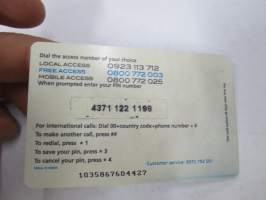 Dial the access number of your choice
LOCAL ACCESS 0923 113 712
FREE ACCESS 0800 772 003
MOBILE ACCESS 0800 772 025
When prompted enter your PIN number
4371 122 1196
For international calls: Dial 00+country code+phone number + #
To make another call, press ##
To redial, press * 1
To save your pin, press * 3
To cancel your pin, press * 4
Customer service:
1035867604427